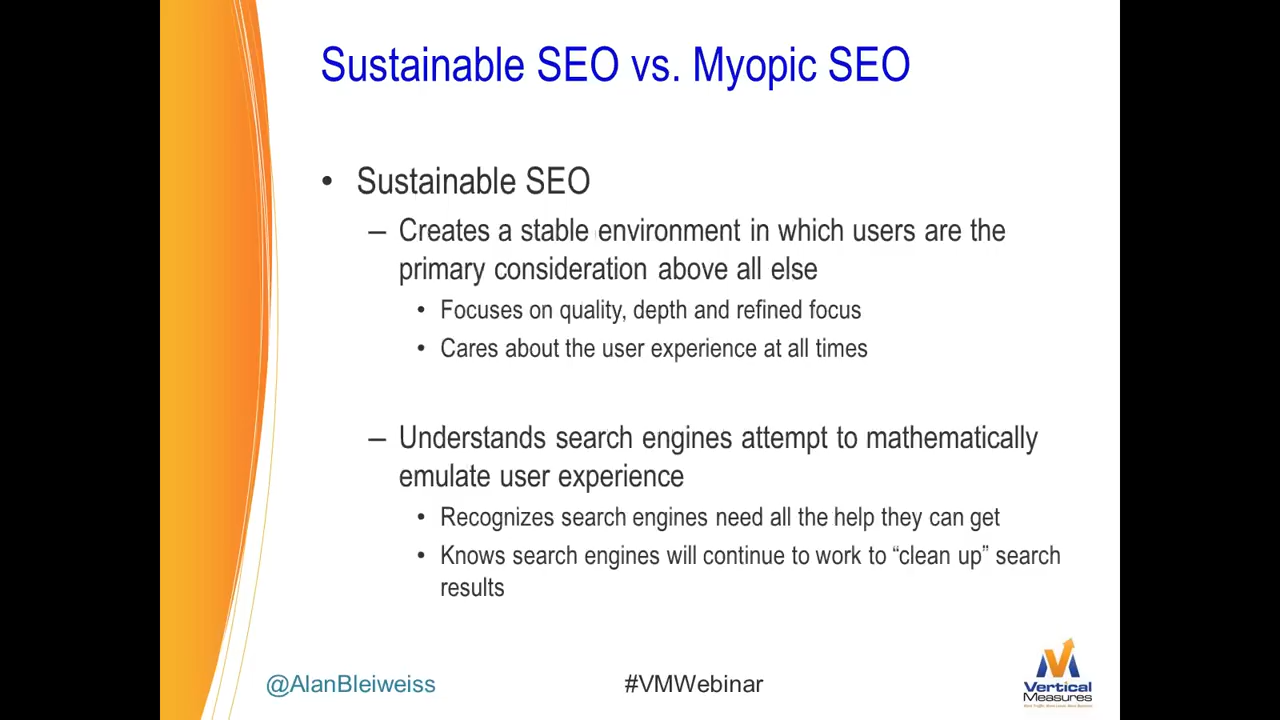 Sustainable SEO vs. Myopic SEO
• Sustainable SEO
– Creates a stable environment in which users are the
primary consideration above all else
• Focuses on quality, depth and refined focus
• Cares about the user experience at all times
– Understands search engines attempt to mathematically
emulate user experience
• Recognizes search engines need all the help they can get
• Knows search engines will continue to work to “clean up” search
results
@AlanBleiweiss
#VMWebinar
Vertical
Measures